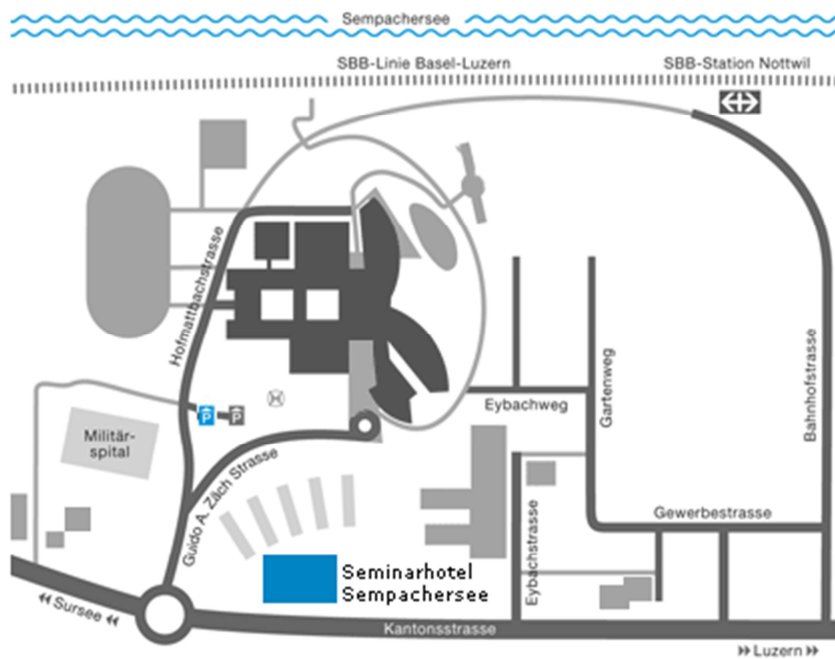 Sempachersee
SBB-Linie Basel-Luzern
SBB-Station Nottwil
Hofmattbachstrasse
Gartenweg
Bahnhofstrasse
Eybachweg
P
P
H
Militär-
spital
Guido A. Zäch Strasse
Gewerbestrasse
Eybachstrasse
Seminarhotel
Sempachersee
Sursee
Kantonsstrasse
Luzern